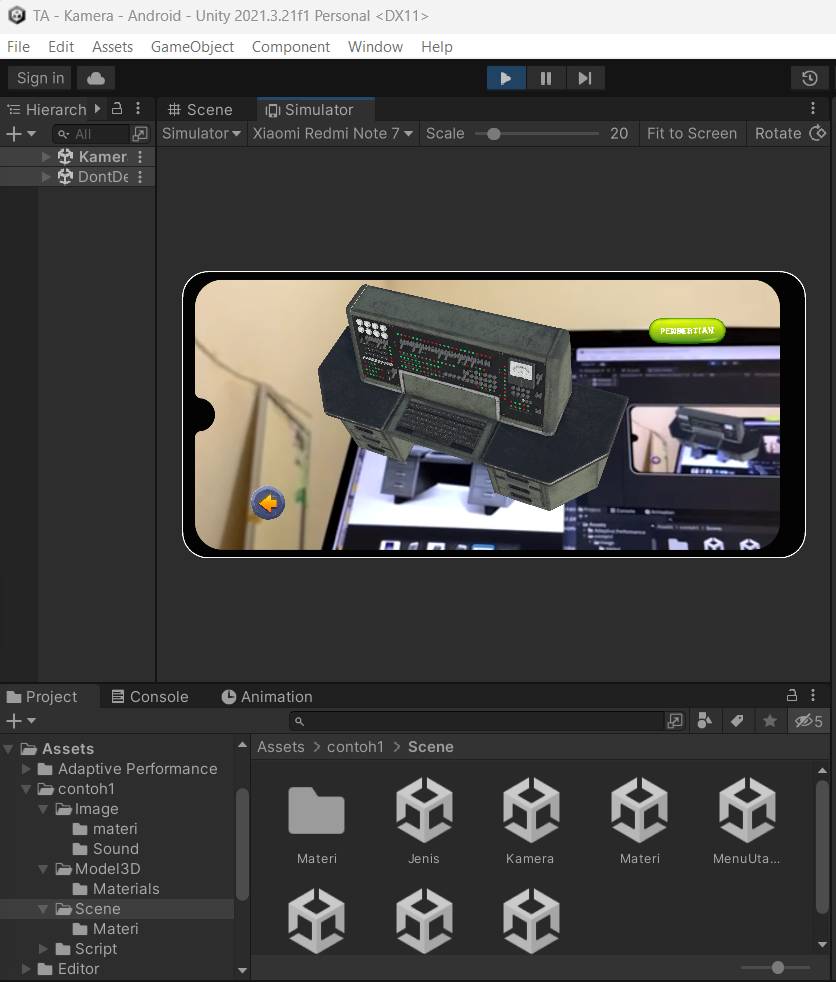 TA - Kamera - Android - Unity 2021.3.21f1 Personal <DX11>
File Edit Assets GameObject Component Window Help
Sign in
Hierarch
Scene
Simulator
All
Simulator
Xiaomi Redmi Note 7
Scale
20
Fit to Screen
Rotate
Kamer
DontDe
PENGERTIAN
Project
Console
Animation
5
Assets
Adaptive Performance
contoh1
Image
materi
Sound
Model3D
Materials
Scene
Materi
Script
Editor
Assets > contoh1 > Scene
Materi
Jenis
Kamera
Materi
MenuUta...